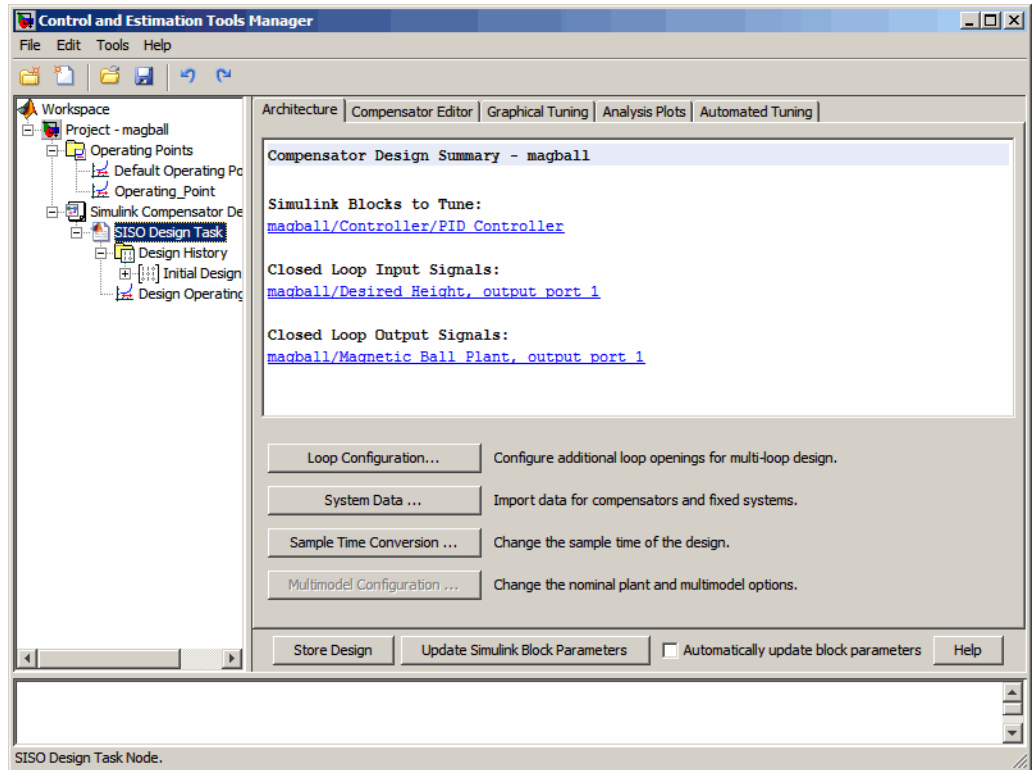 Control and Estimation Tools Manager
File Edit Tools Help
Workspace
Project - magball
Operating Points
Default Operating Po
Operating_Point
Simulink Compensator De
SISO Design Task
Design History
Initial Design
Design Operating
Architecture Compensator Editor Graphical Tuning Analysis Plots Automated Tuning
Compensator Design Summary - magball
Simulink Blocks to Tune:
magball/Controller/PID Controller
Closed Loop Input Signals:
magball/Desired Height, output port 1
Closed Loop Output Signals:
magball/Magnetic Ball Plant, output port 1
Loop Configuration... Configure additional loop openings for multi-loop design.
System Data ... Import data for compensators and fixed systems.
Sample Time Conversion ... Change the sample time of the design.
Multimodel Configuration ... Change the nominal plant and multimodel options.
Store Design Update Simulink Block Parameters Automatically update block parameters Help
SISO Design Task Node.